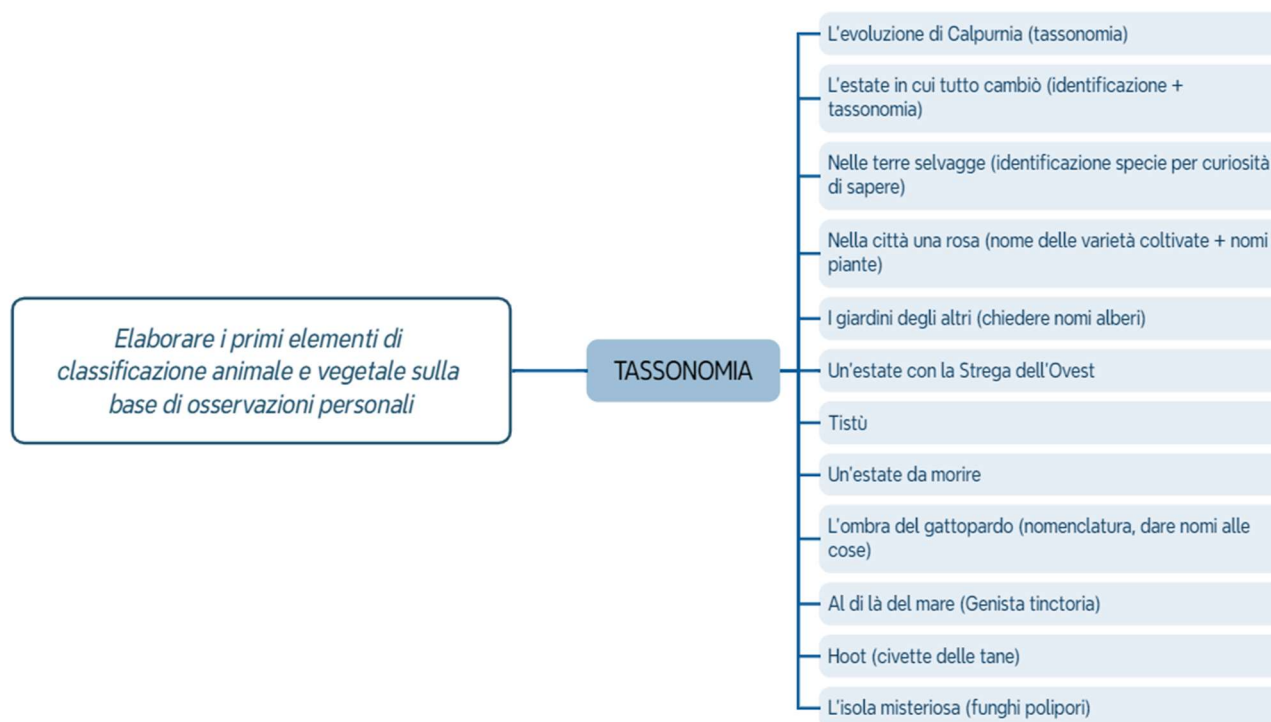 Elaborare i primi elementi di
classificazione animale e vegetale sulla
base di osservazioni personali
TASSONOMIA
L'evoluzione di Calpurnia (tassonomia)
L'estate in cui tutto cambiò (identificazione +
tassonomia)
Nelle terre selvagge (identificazione specie per curiosità
di sapere)
Nella città una rosa (nome delle varietà coltivate + nomi
piante)
I giardini degli altri (chiedere nomi alberi)
Un'estate con la Strega dell'Ovest
Tistù
Un'estate da morire
L'ombra del gattopardo (nomenclatura, dare nomi alle
cose)
Al di là del mare (Genista tinctoria)
Hoot (civette delle tane)
L'isola misteriosa (funghi polipori)